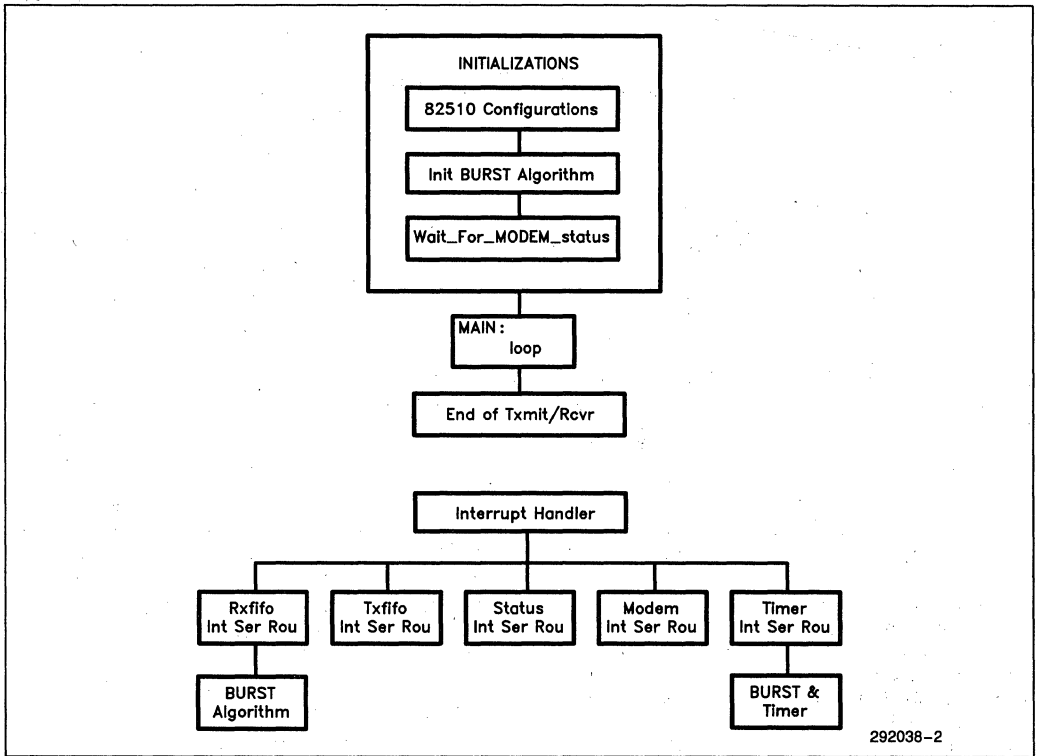 INITIALIZATIONS
82510 Configurations
Init BURST Algorithm
Wait_For_MODEM_status
MAIN:
loop
End of Txmit/Rcvr
Interrupt Handler
Rxfifo
Int Ser Rou
Txfifo
Int Ser Rou
Status
Int Ser Rou
Modem
Int Ser Rou
Timer
Int Ser Rou
BURST
Algorithm
BURST &
Timer
292038-2